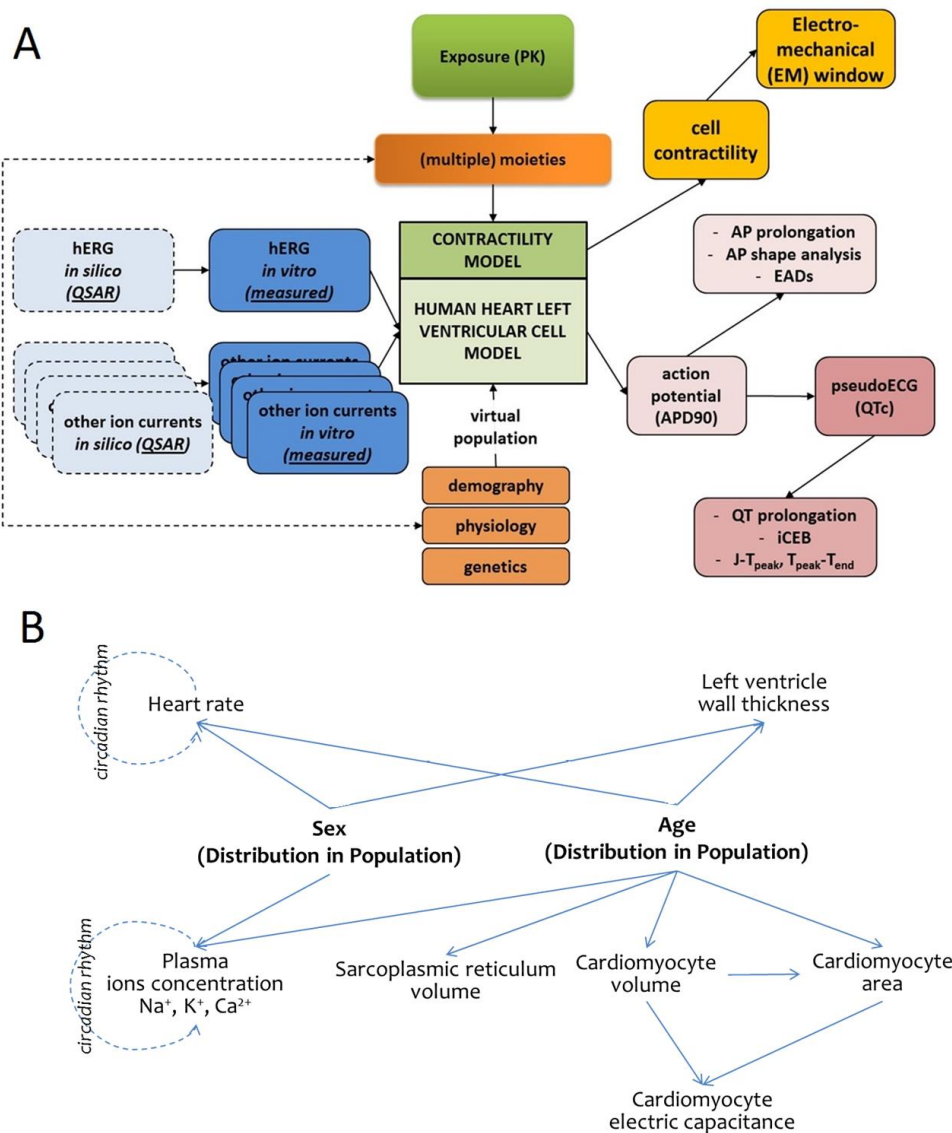 A
Exposure (PK)
(multiple) moieties
Electro-
mechanical
(EM) window
cell
contractility
hERG
in silico
(QSAR)
hERG
in vitro
(measured)
CONTRACTILITY
MODEL
HUMAN HEART LEFT
VENTRICULAR CELL
MODEL
- AP prolongation
- AP shape analysis
- EADs
other ion currents
other ion currents
in silico (QSAR)
other ion currents
in vitro
(measured)
action
potential
(APD90)
pseudoECG
(QTc)
virtual
population
demography
physiology
genetics
- QT prolongation
- iCEB
- J-Tpeak, Tpeak-Tend
B
circadian rhythm
Heart rate
Left ventricle
wall thickness
Sex
(Distribution in Population)
Age
(Distribution in Population)
circadian rhythm
Plasma
ions concentration
Na⁺, K⁺, Ca²⁺
Sarcoplasmic reticulum
volume
Cardiomyocyte
volume
Cardiomyocyte
area
Cardiomyocyte
electric capacitance